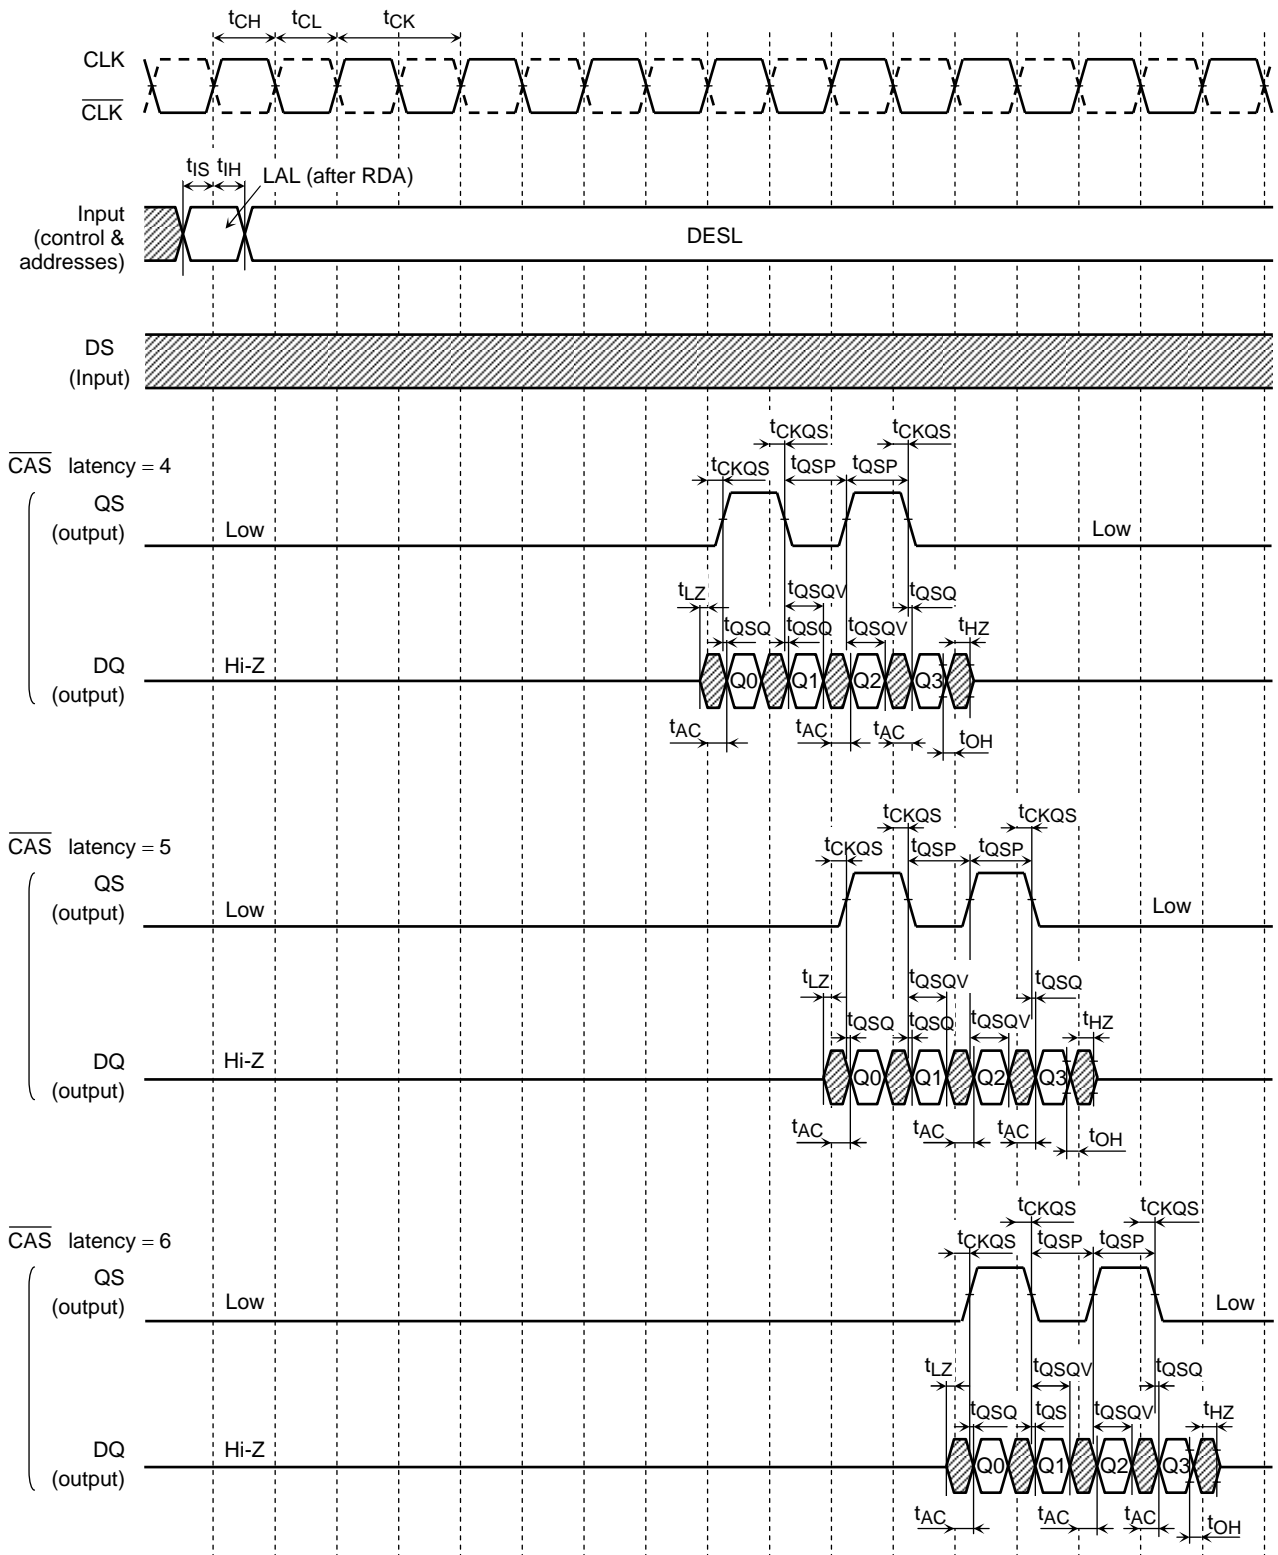 tCH tCL tCK
CLK
CLK
tIS tIH LAL (after RDA)
Input
(control &
addresses)
DESL
DS
(Input)
tCKQS tCKQS
CAS latency = 4
tCKQS tQSP tQSP
QS
(output)
Low Low
tLZ tQSQV tQSQ
tQSQ tQSQ tQSQV tHZ
DQ
(output)
Hi-Z Q0 Q1 Q2 Q3
tAC tAC tAC tOH
tCKQS tCKQS
CAS latency = 5
tCKQS tQSP tQSP
QS
(output)
Low Low
tLZ tQSQV tQSQ
tQSQ tQSQ tQSQV tHZ
DQ
(output)
Hi-Z Q0 Q1 Q2 Q3
tAC tAC tAC tOH
tCKQS tCKQS
CAS latency = 6
tCKQS tQSP tQSP
QS
(output)
Low Low
tLZ tQSQV tQSQ
tQSQ tQS tQSQV tHZ
DQ
(output)
Hi-Z Q0 Q1 Q2 Q3
tAC tAC tAC tOH